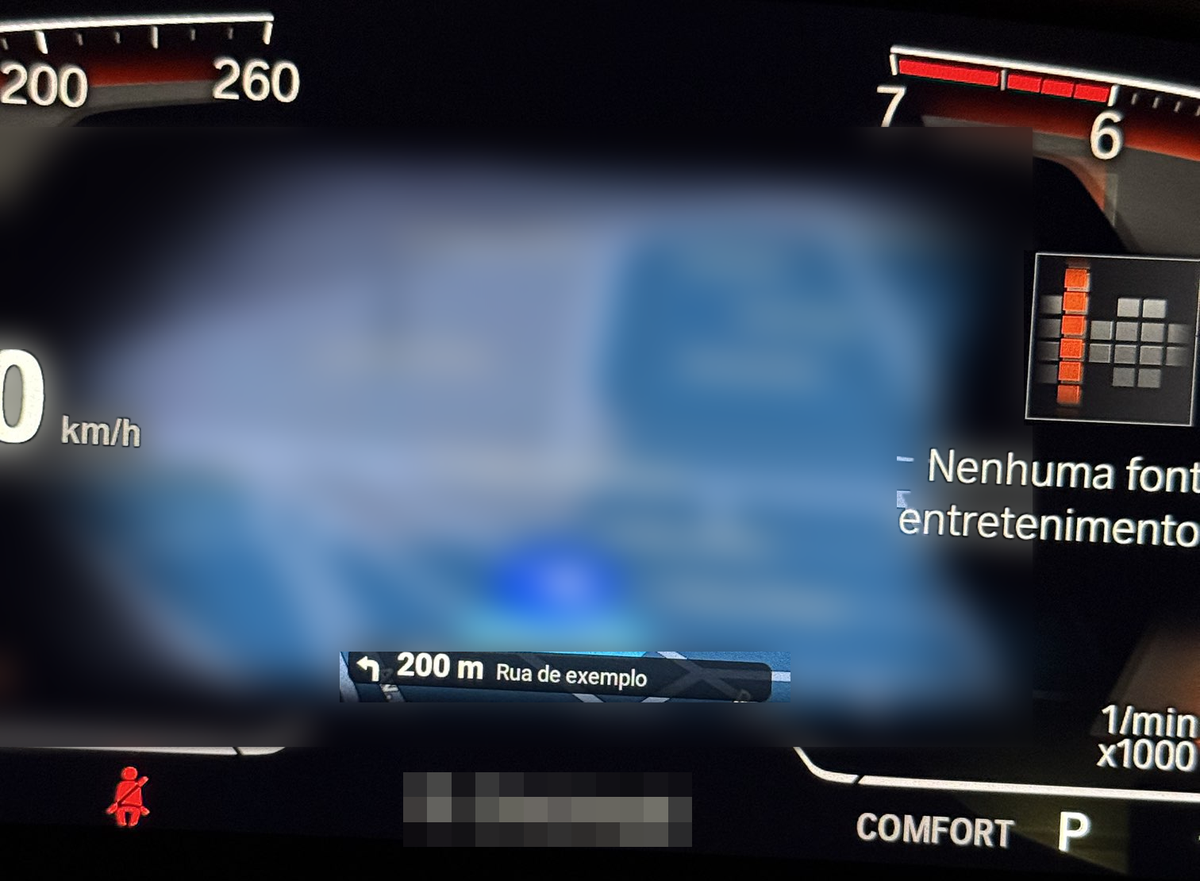 200
260
7
6
0
km/h
Nenhuma font
entretenimento
200 m Rua de exemplo
1/min
x1000
COMFORT
P